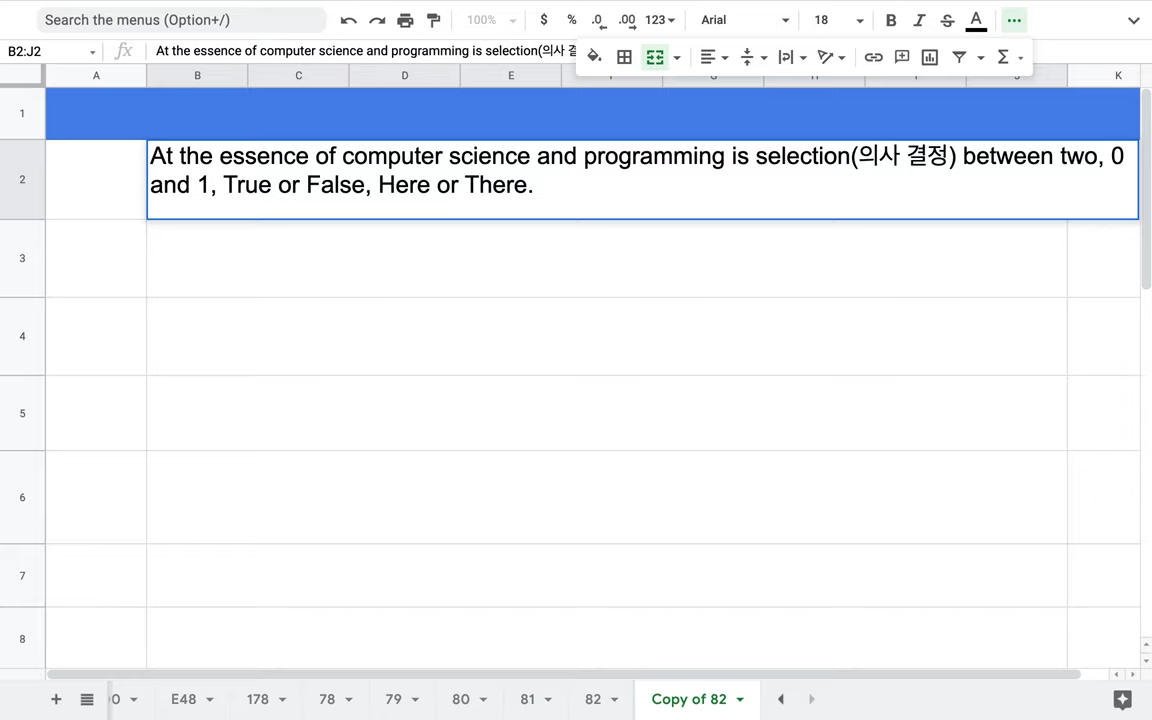 Search the menus (Option+/)
100%
$
%
.0
.00
123
Arial
18
B
I
S
A
B2:J2
fx
At the essence of computer science and programming is selection(의사
A
B
C
D
E
K
1
2
At the essence of computer science and programming is selection(의사 결정) between two, 0
and 1, True or False, Here or There.
3
4
5
6
7
8
E48
178
78
79
80
81
82
Copy of 82